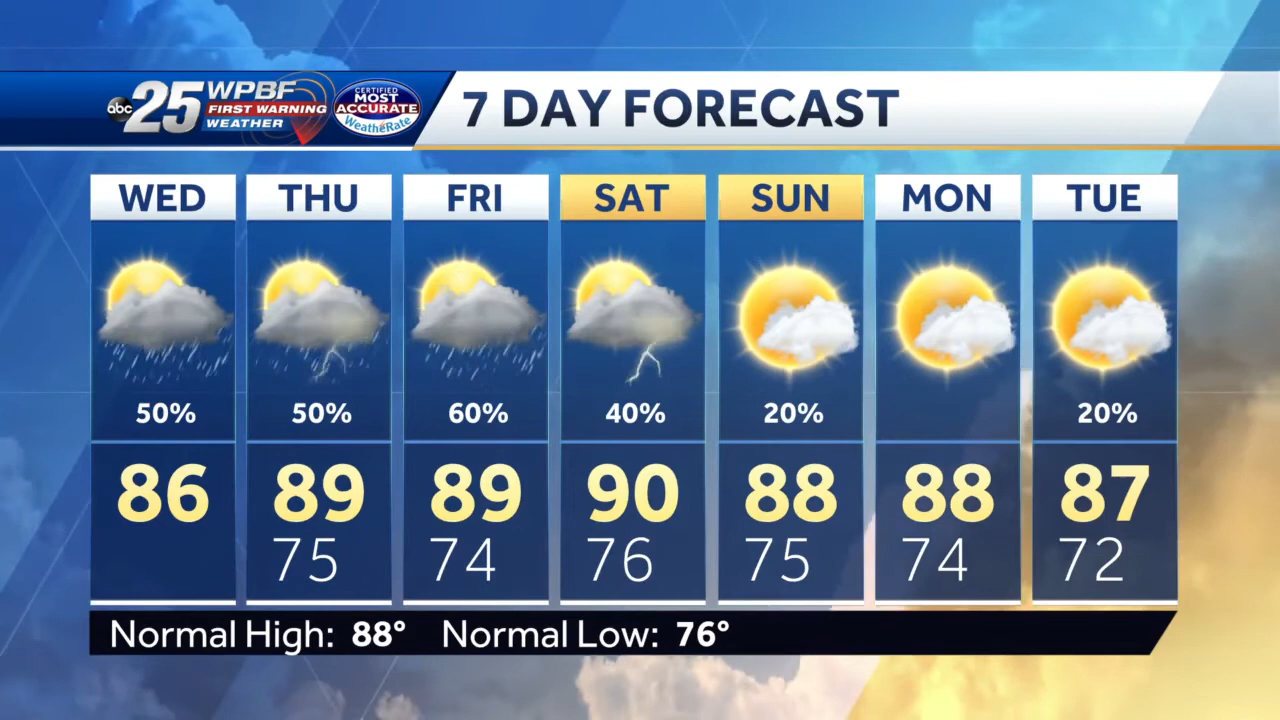 abc 25 WPBF
FIRST WARNING
WEATHER
CERTIFIED
MOST
ACCURATE
WeatheRate
7 DAY FORECAST
WED THU FRI SAT SUN MON TUE
50% 50% 60% 40% 20% 20%
86 89 89 90 88 88 87
75 74 76 75 74 72
Normal High: 88° Normal Low: 76°